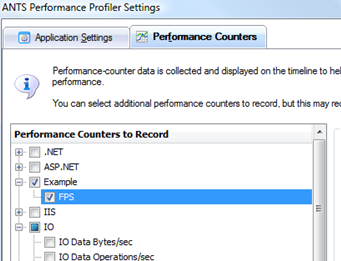 ANTS Performance Profiler Settings
Application Settings
Performance Counters
Performance-counter data is collected and displayed on the timeline to hel
performance.
You can select additional performance counters to record, but this may re
Performance Counters to Record
.NET
ASP.NET
Example
FPS
IIS
IO
IO Data Bytes/sec
IO Data Operations/sec